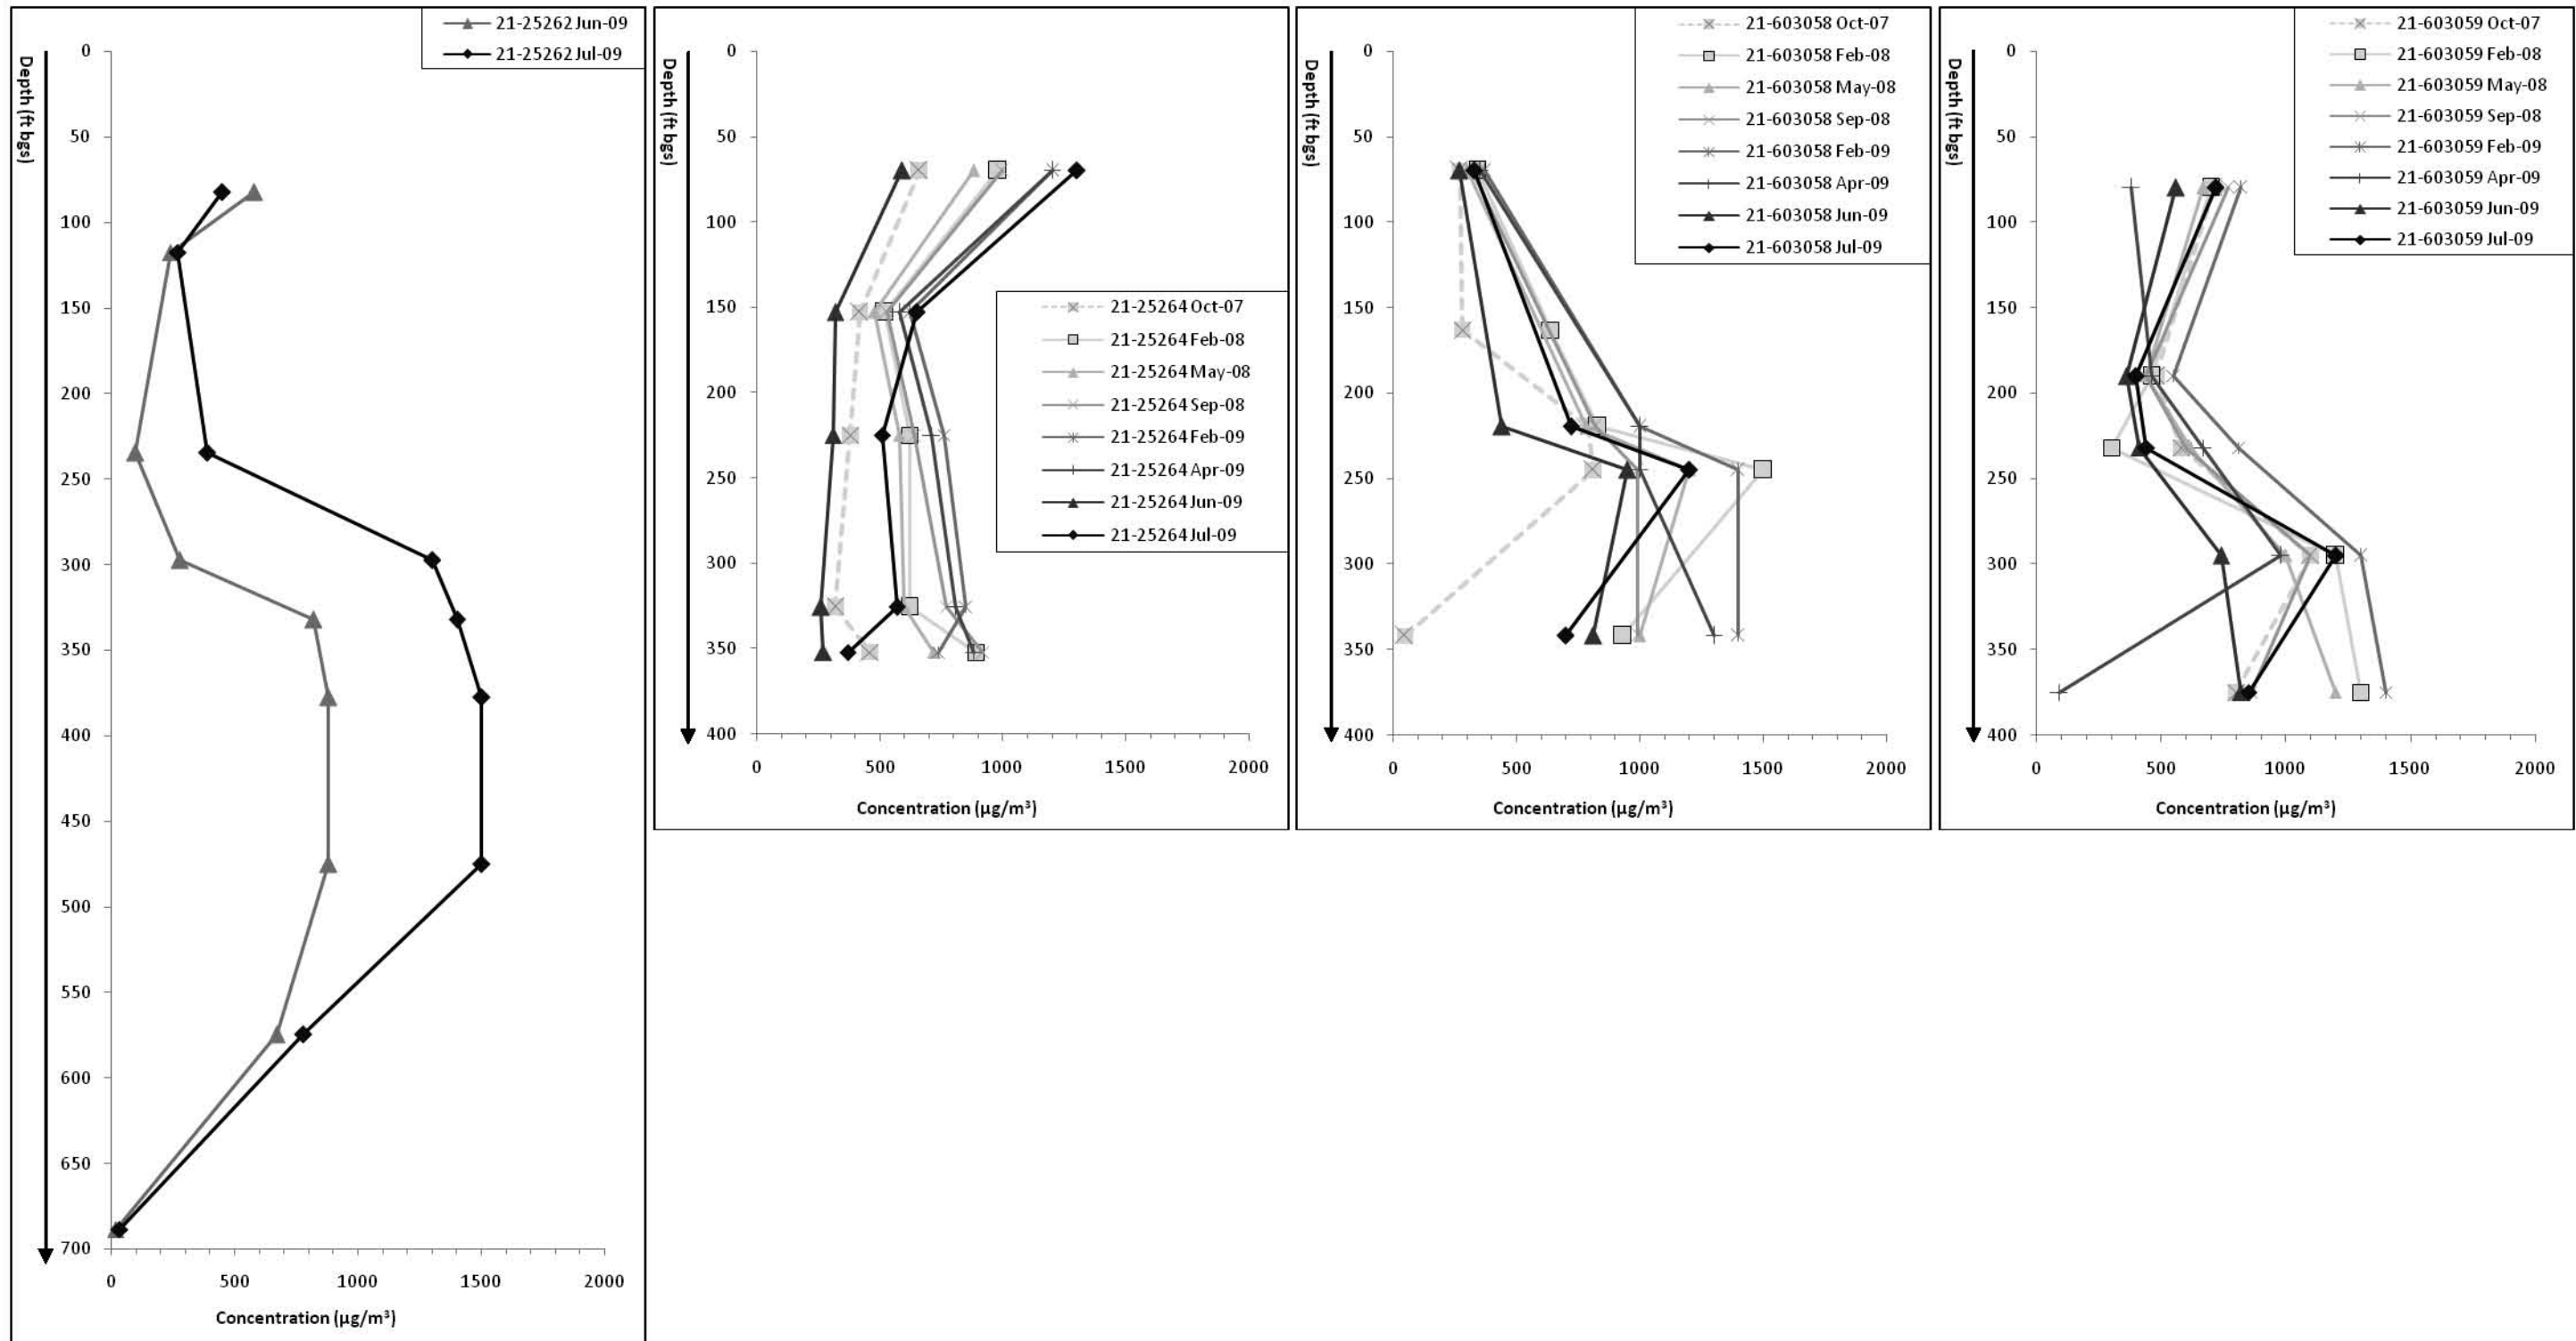 21-25262 Jun-09
21-25262 Jul-09
Depth (ft bgs)
0
50
100
150
200
250
300
350
400
450
500
550
600
650
700
0 500 1000 1500 2000
Concentration (µg/m³)
Depth (ft bgs)
0
50
100
150
200
250
300
350
400
21-25264 Oct-07
21-25264 Feb-08
21-25264 May-08
21-25264 Sep-08
21-25264 Feb-09
21-25264 Apr-09
21-25264 Jun-09
21-25264 Jul-09
0 500 1000 1500 2000
Concentration (µg/m³)
21-603058 Oct-07
21-603058 Feb-08
21-603058 May-08
21-603058 Sep-08
21-603058 Feb-09
21-603058 Apr-09
21-603058 Jun-09
21-603058 Jul-09
Depth (ft bgs)
0
50
100
150
200
250
300
350
400
0 500 1000 1500 2000
Concentration (µg/m³)
21-603059 Oct-07
21-603059 Feb-08
21-603059 May-08
21-603059 Sep-08
21-603059 Feb-09
21-603059 Apr-09
21-603059 Jun-09
21-603059 Jul-09
Depth (ft bgs)
0
50
100
150
200
250
300
350
400
0 500 1000 1500 2000
Concentration (µg/m³)